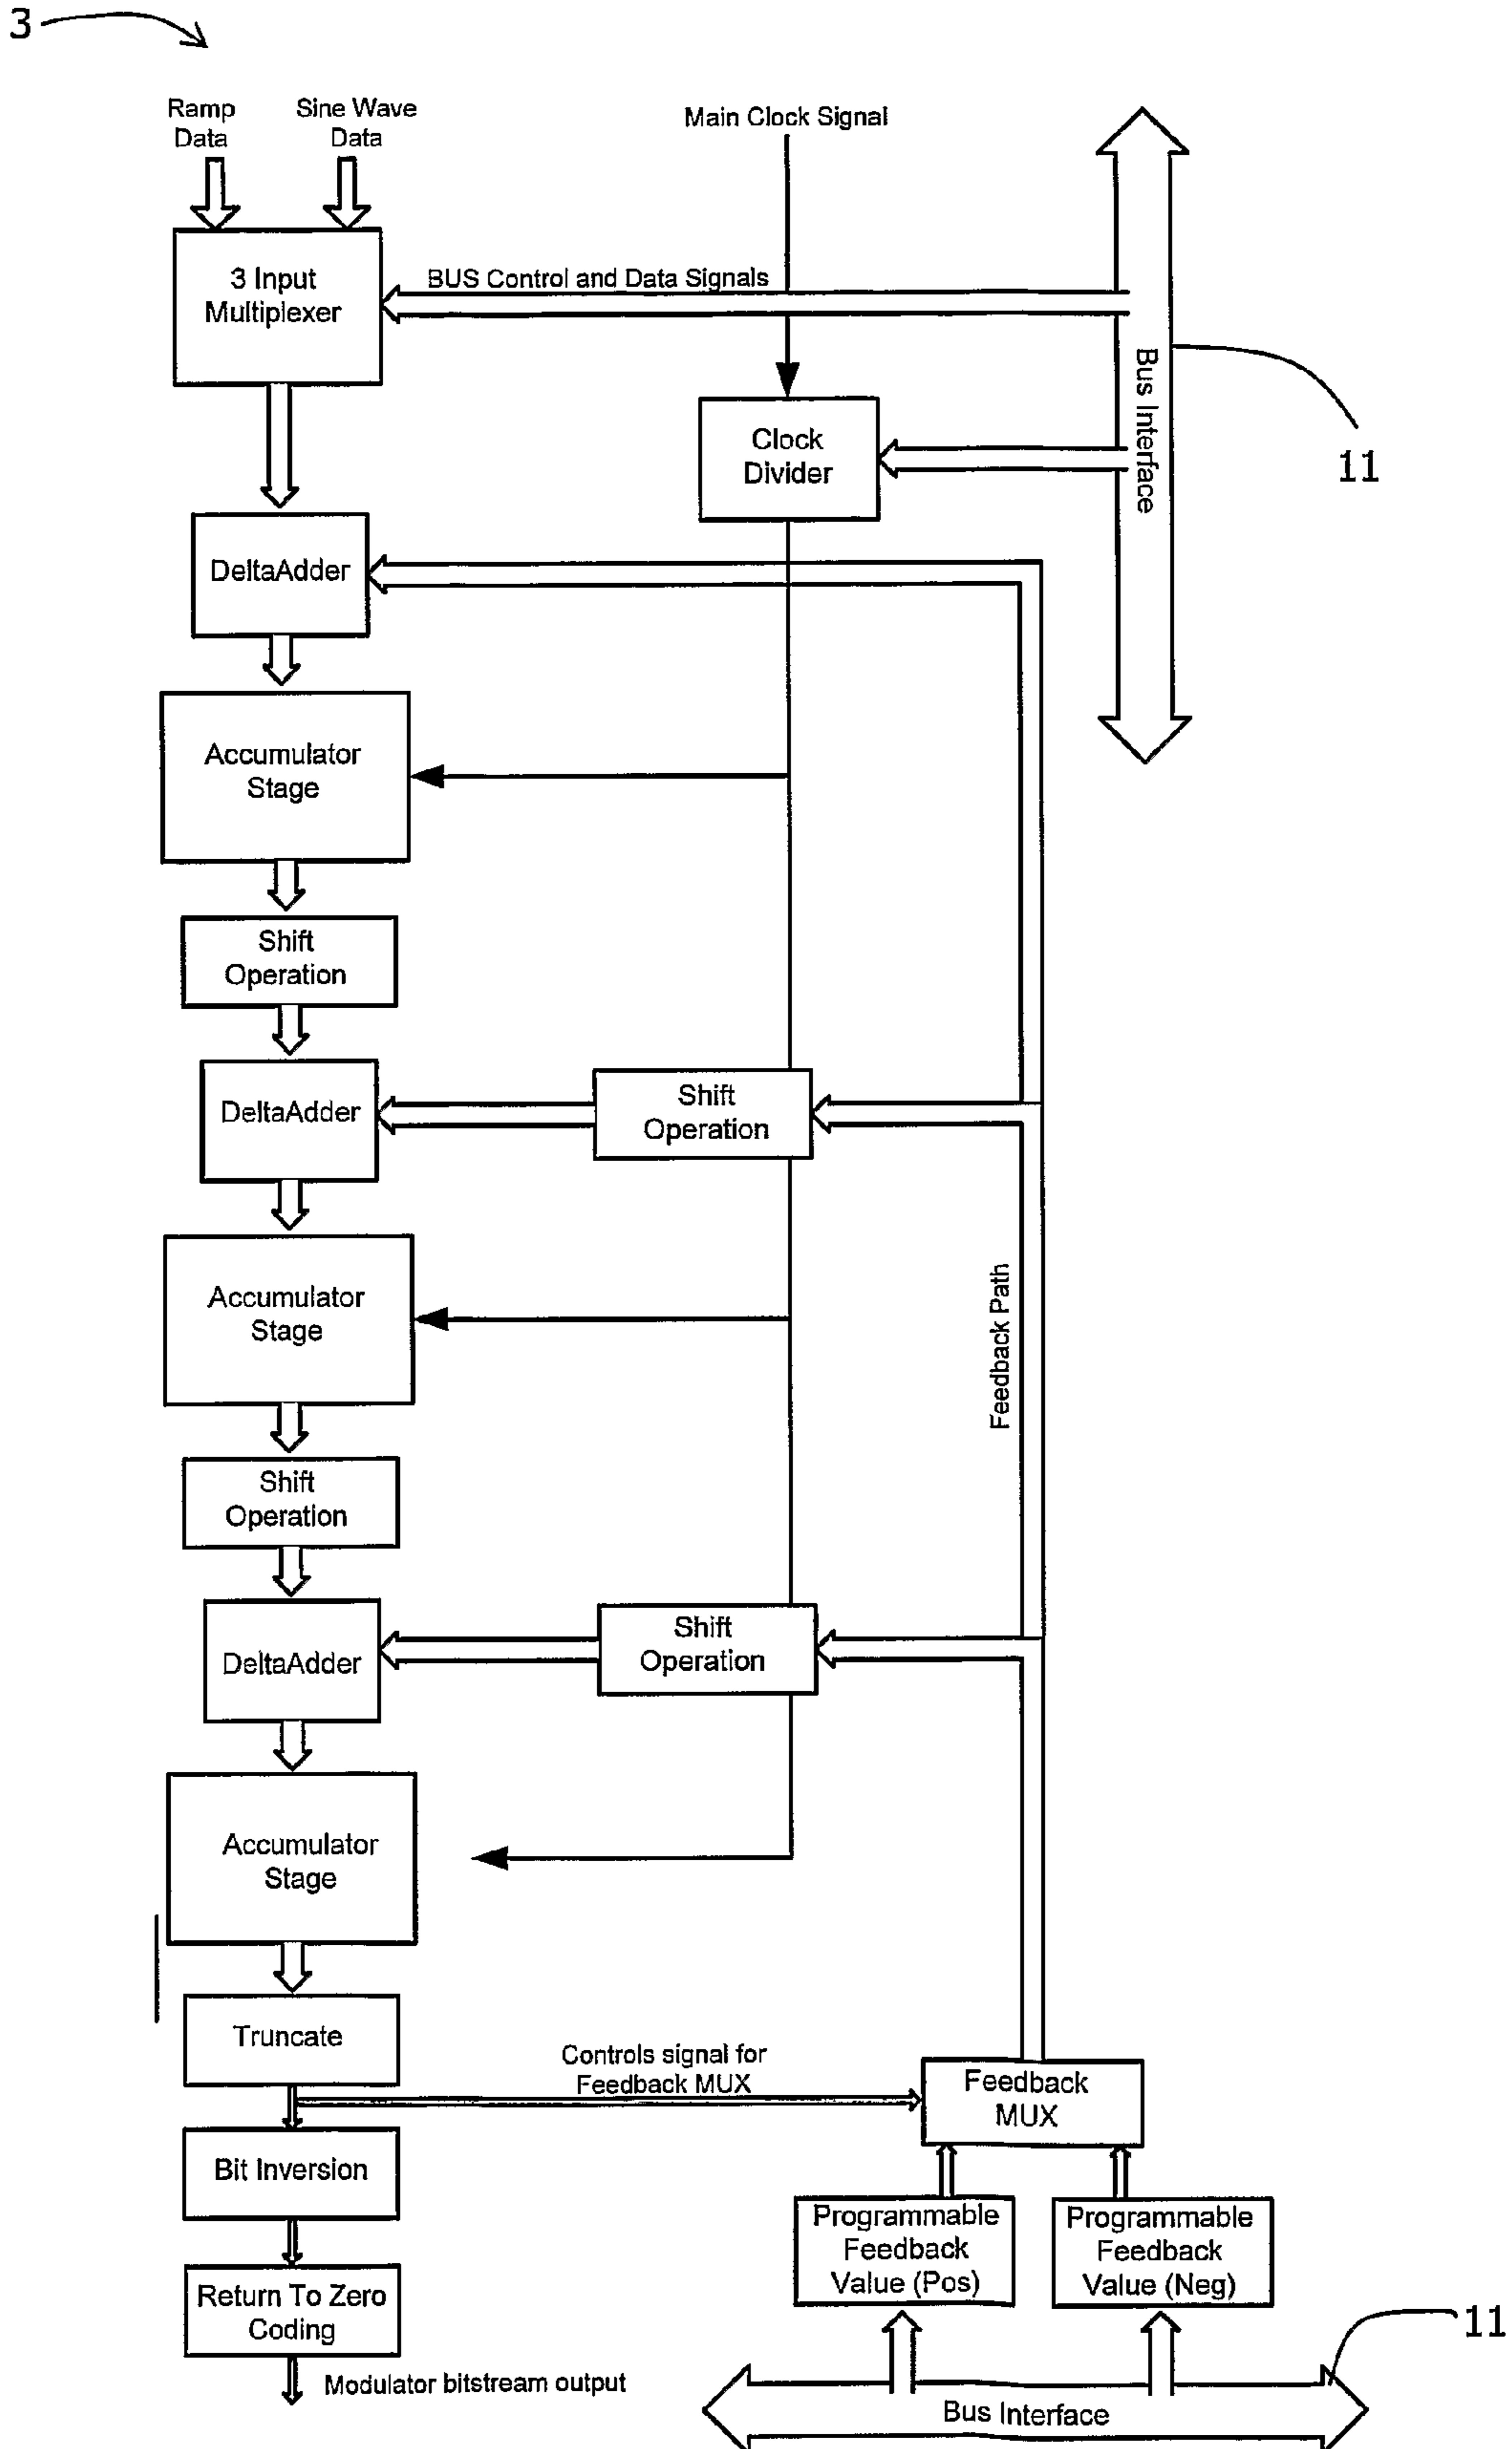 3
Ramp
Data
Sine Wave
Data
Main Clock Signal
3 Input
Multiplexer
BUS Control and Data Signals
Bus Interface
11
Clock
Divider
DeltaAdder
Accumulator
Stage
Shift
Operation
DeltaAdder
Shift
Operation
Accumulator
Stage
Feedback Path
Shift
Operation
DeltaAdder
Shift
Operation
Accumulator
Stage
Truncate
Controls signal for
Feedback MUX
Feedback
MUX
Bit Inversion
Programmable
Feedback
Value (Pos)
Programmable
Feedback
Value (Neg)
Return To Zero
Coding
11
Modulator bitstream output
Bus Interface